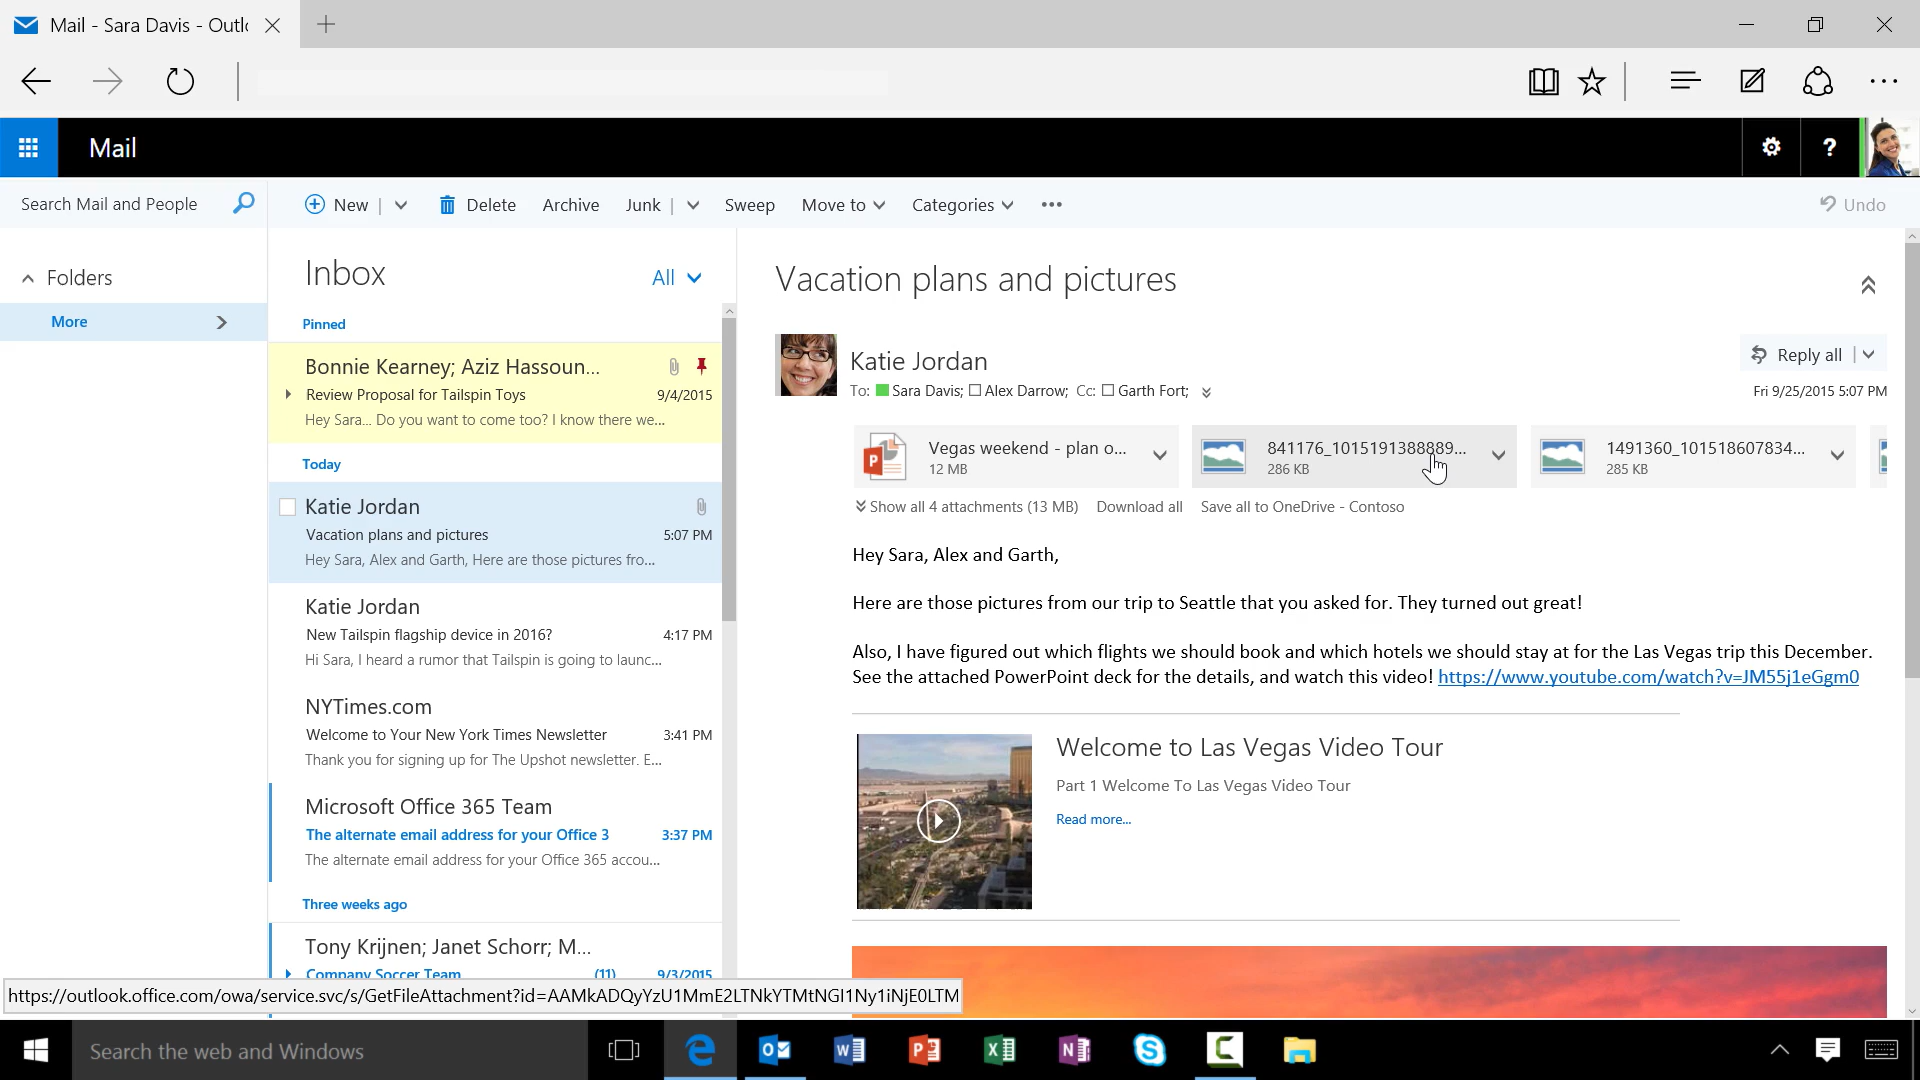 Mail - Sara Davis - Outl
Mail
?
Search Mail and People
New
Delete
Archive
Junk
Sweep
Move to
Categories
Undo
Folders
More
Inbox
All
Pinned
Bonnie Kearney; Aziz Hassoun...
Review Proposal for Tailspin Toys 9/4/2015
Hey Sara... Do you want to come too? I know there we...
Today
Katie Jordan
Vacation plans and pictures 5:07 PM
Hey Sara, Alex and Garth, Here are those pictures fro...
Katie Jordan
New Tailspin flagship device in 2016? 4:17 PM
Hi Sara, I heard a rumor that Tailspin is going to launc...
NYTimes.com
Welcome to Your New York Times Newsletter 3:41 PM
Thank you for signing up for The Upshot newsletter. E...
Microsoft Office 365 Team
The alternate email address for your Office 3 3:37 PM
The alternate email address for your Office 365 accou...
Three weeks ago
Tony Krijnen; Janet Schorr; M...
Company Soccer Team (11) 9/3/2015
Vacation plans and pictures
Katie Jordan
Reply all
To: Sara Davis; Alex Darrow; Cc: Garth Fort;
Fri 9/25/2015 5:07 PM
Vegas weekend - plan o...
12 MB
841176_1015191388889...
286 KB
1491360_101518607834...
285 KB
Show all 4 attachments (13 MB) Download all Save all to OneDrive - Contoso
Hey Sara, Alex and Garth,
Here are those pictures from our trip to Seattle that you asked for. They turned out great!
Also, I have figured out which flights we should book and which hotels we should stay at for the Las Vegas trip this December.
See the attached PowerPoint deck for the details, and watch this video! https://www.youtube.com/watch?v=JM55j1eGgm0
Welcome to Las Vegas Video Tour
Part 1 Welcome To Las Vegas Video Tour
Read more...
https://outlook.office.com/owa/service.svc/s/GetFileAttachment?id=AAMkADQyYzU1MmE2LTNkYTMtNGI1Ny1iNjE0LTM
Search the web and Windows